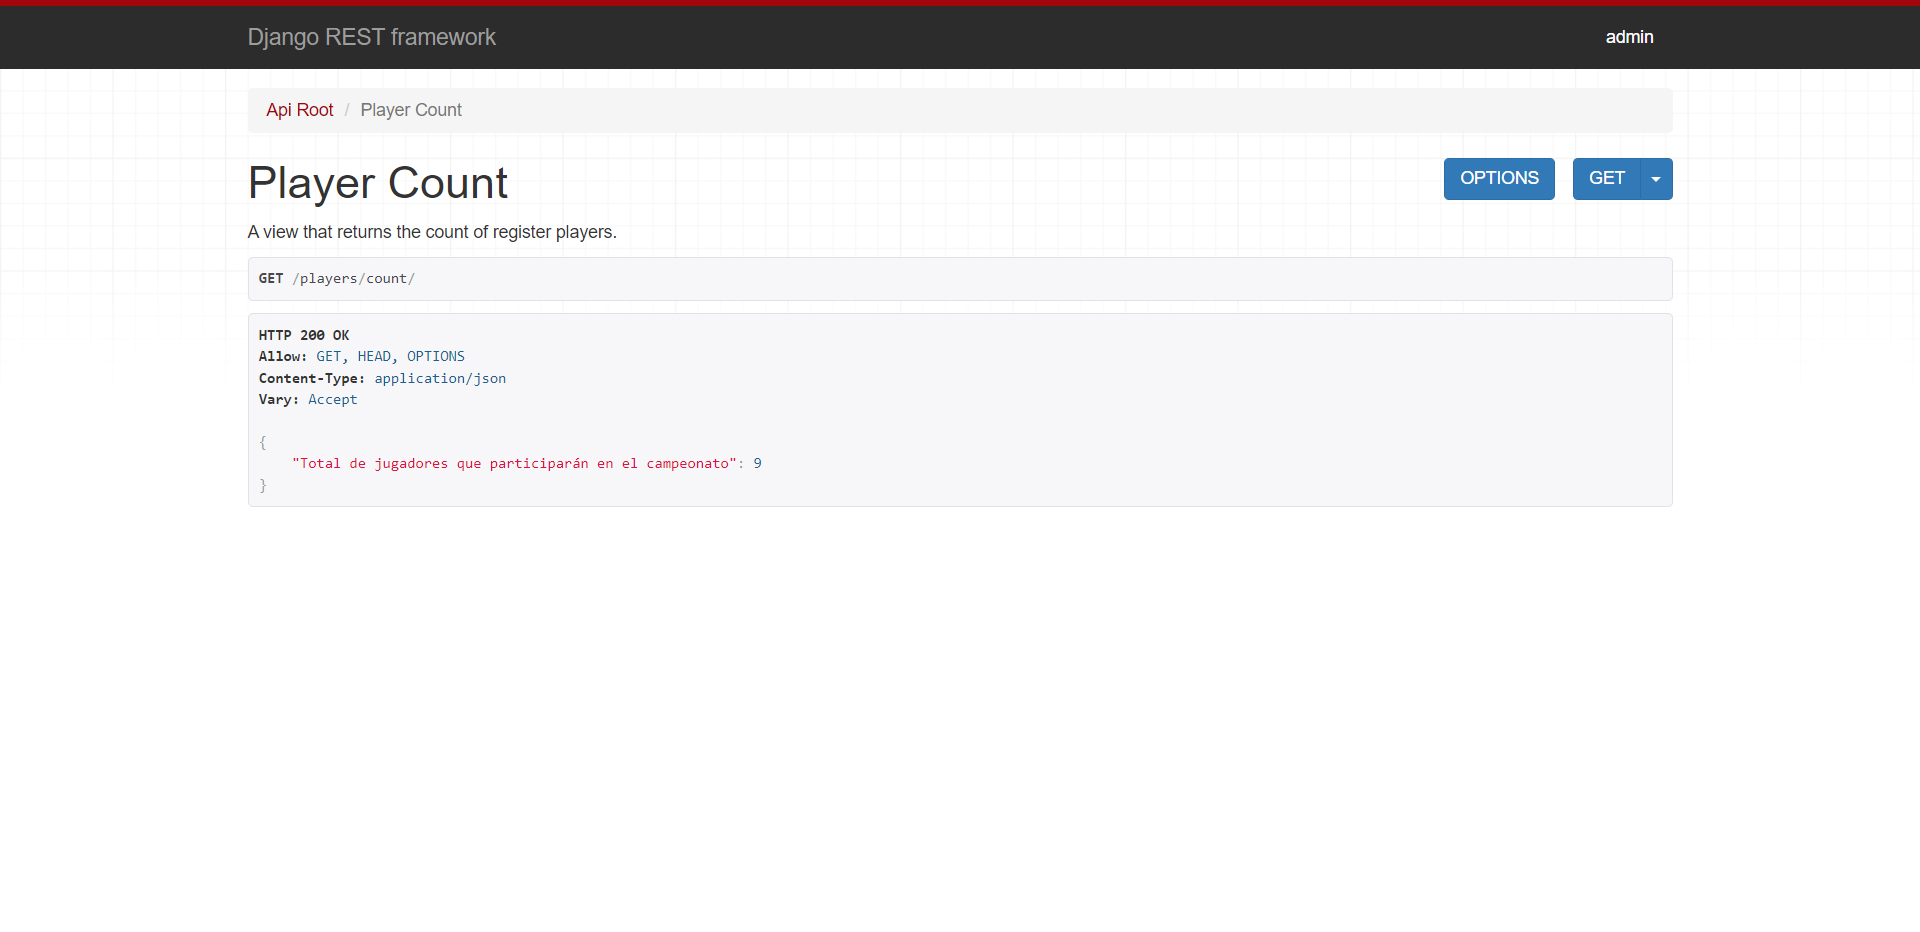 Django REST framework
admin
Api Root / Player Count
Player Count
OPTIONS
GET
A view that returns the count of register players.
GET /players/count/
HTTP 200 OK
Allow: GET, HEAD, OPTIONS
Content-Type: application/json
Vary: Accept
{
"Total de jugadores que participarán en el campeonato": 9
}